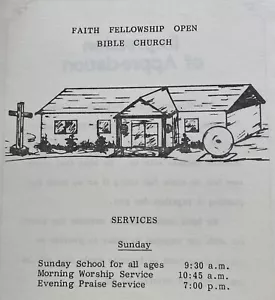 FAITH FELLOWSHIP OPEN
BIBLE CHURCH
SERVICES
Sunday
Sunday School for all ages 9:30 a.m.
Morning Worship Service 10:45 a.m.
Evening Praise Service 7:00 p.m.